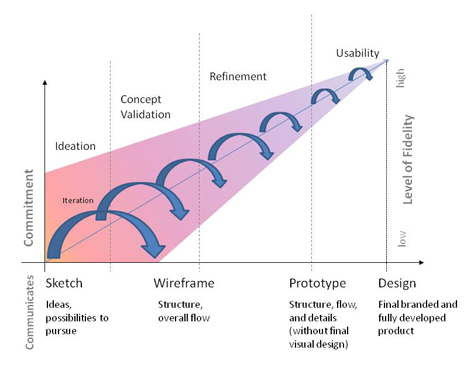 Usability
Refinement
Concept
Validation
Ideation
Iteration
Commitment
Level of Fidelity
high
low
Communicates
Sketch
Ideas,
possibilities to
pursue
Wireframe
Structure,
overall flow
Prototype
Structure, flow,
and details
(without final
visual design)
Design
Final branded and
fully developed
product